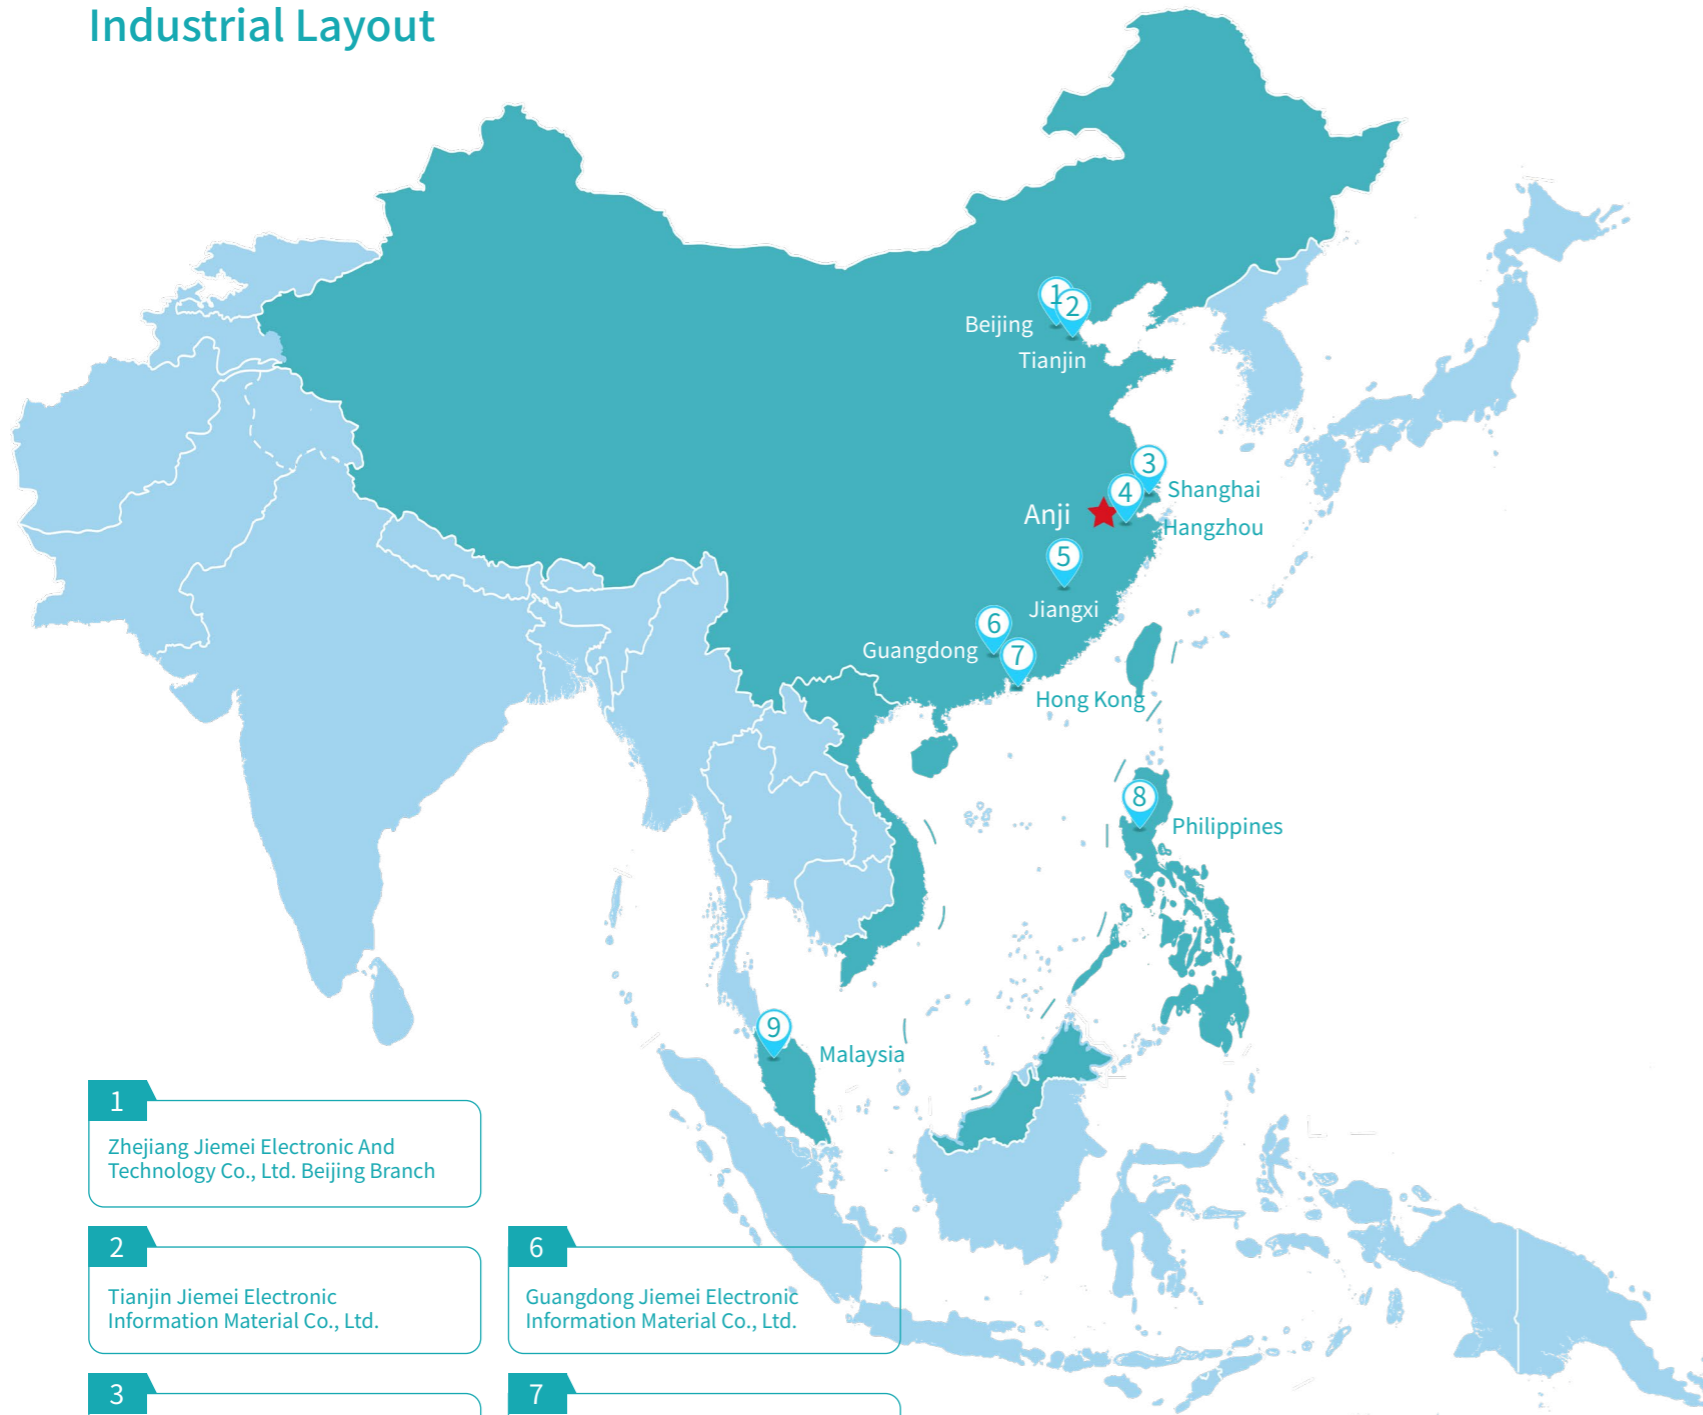 Industrial Layout
1
2
Beijing
Tianjin
3
Shanghai
4
Anji
Hangzhou
5
Jiangxi
6
Guangdong
7
Hong Kong
8
Philippines
9
Malaysia
1
Zhejiang Jiemei Electronic And
Technology Co., Ltd. Beijing Branch
2
Tianjin Jiemei Electronic
Information Material Co., Ltd.
6
Guangdong Jiemei Electronic
Information Material Co., Ltd.
3
7